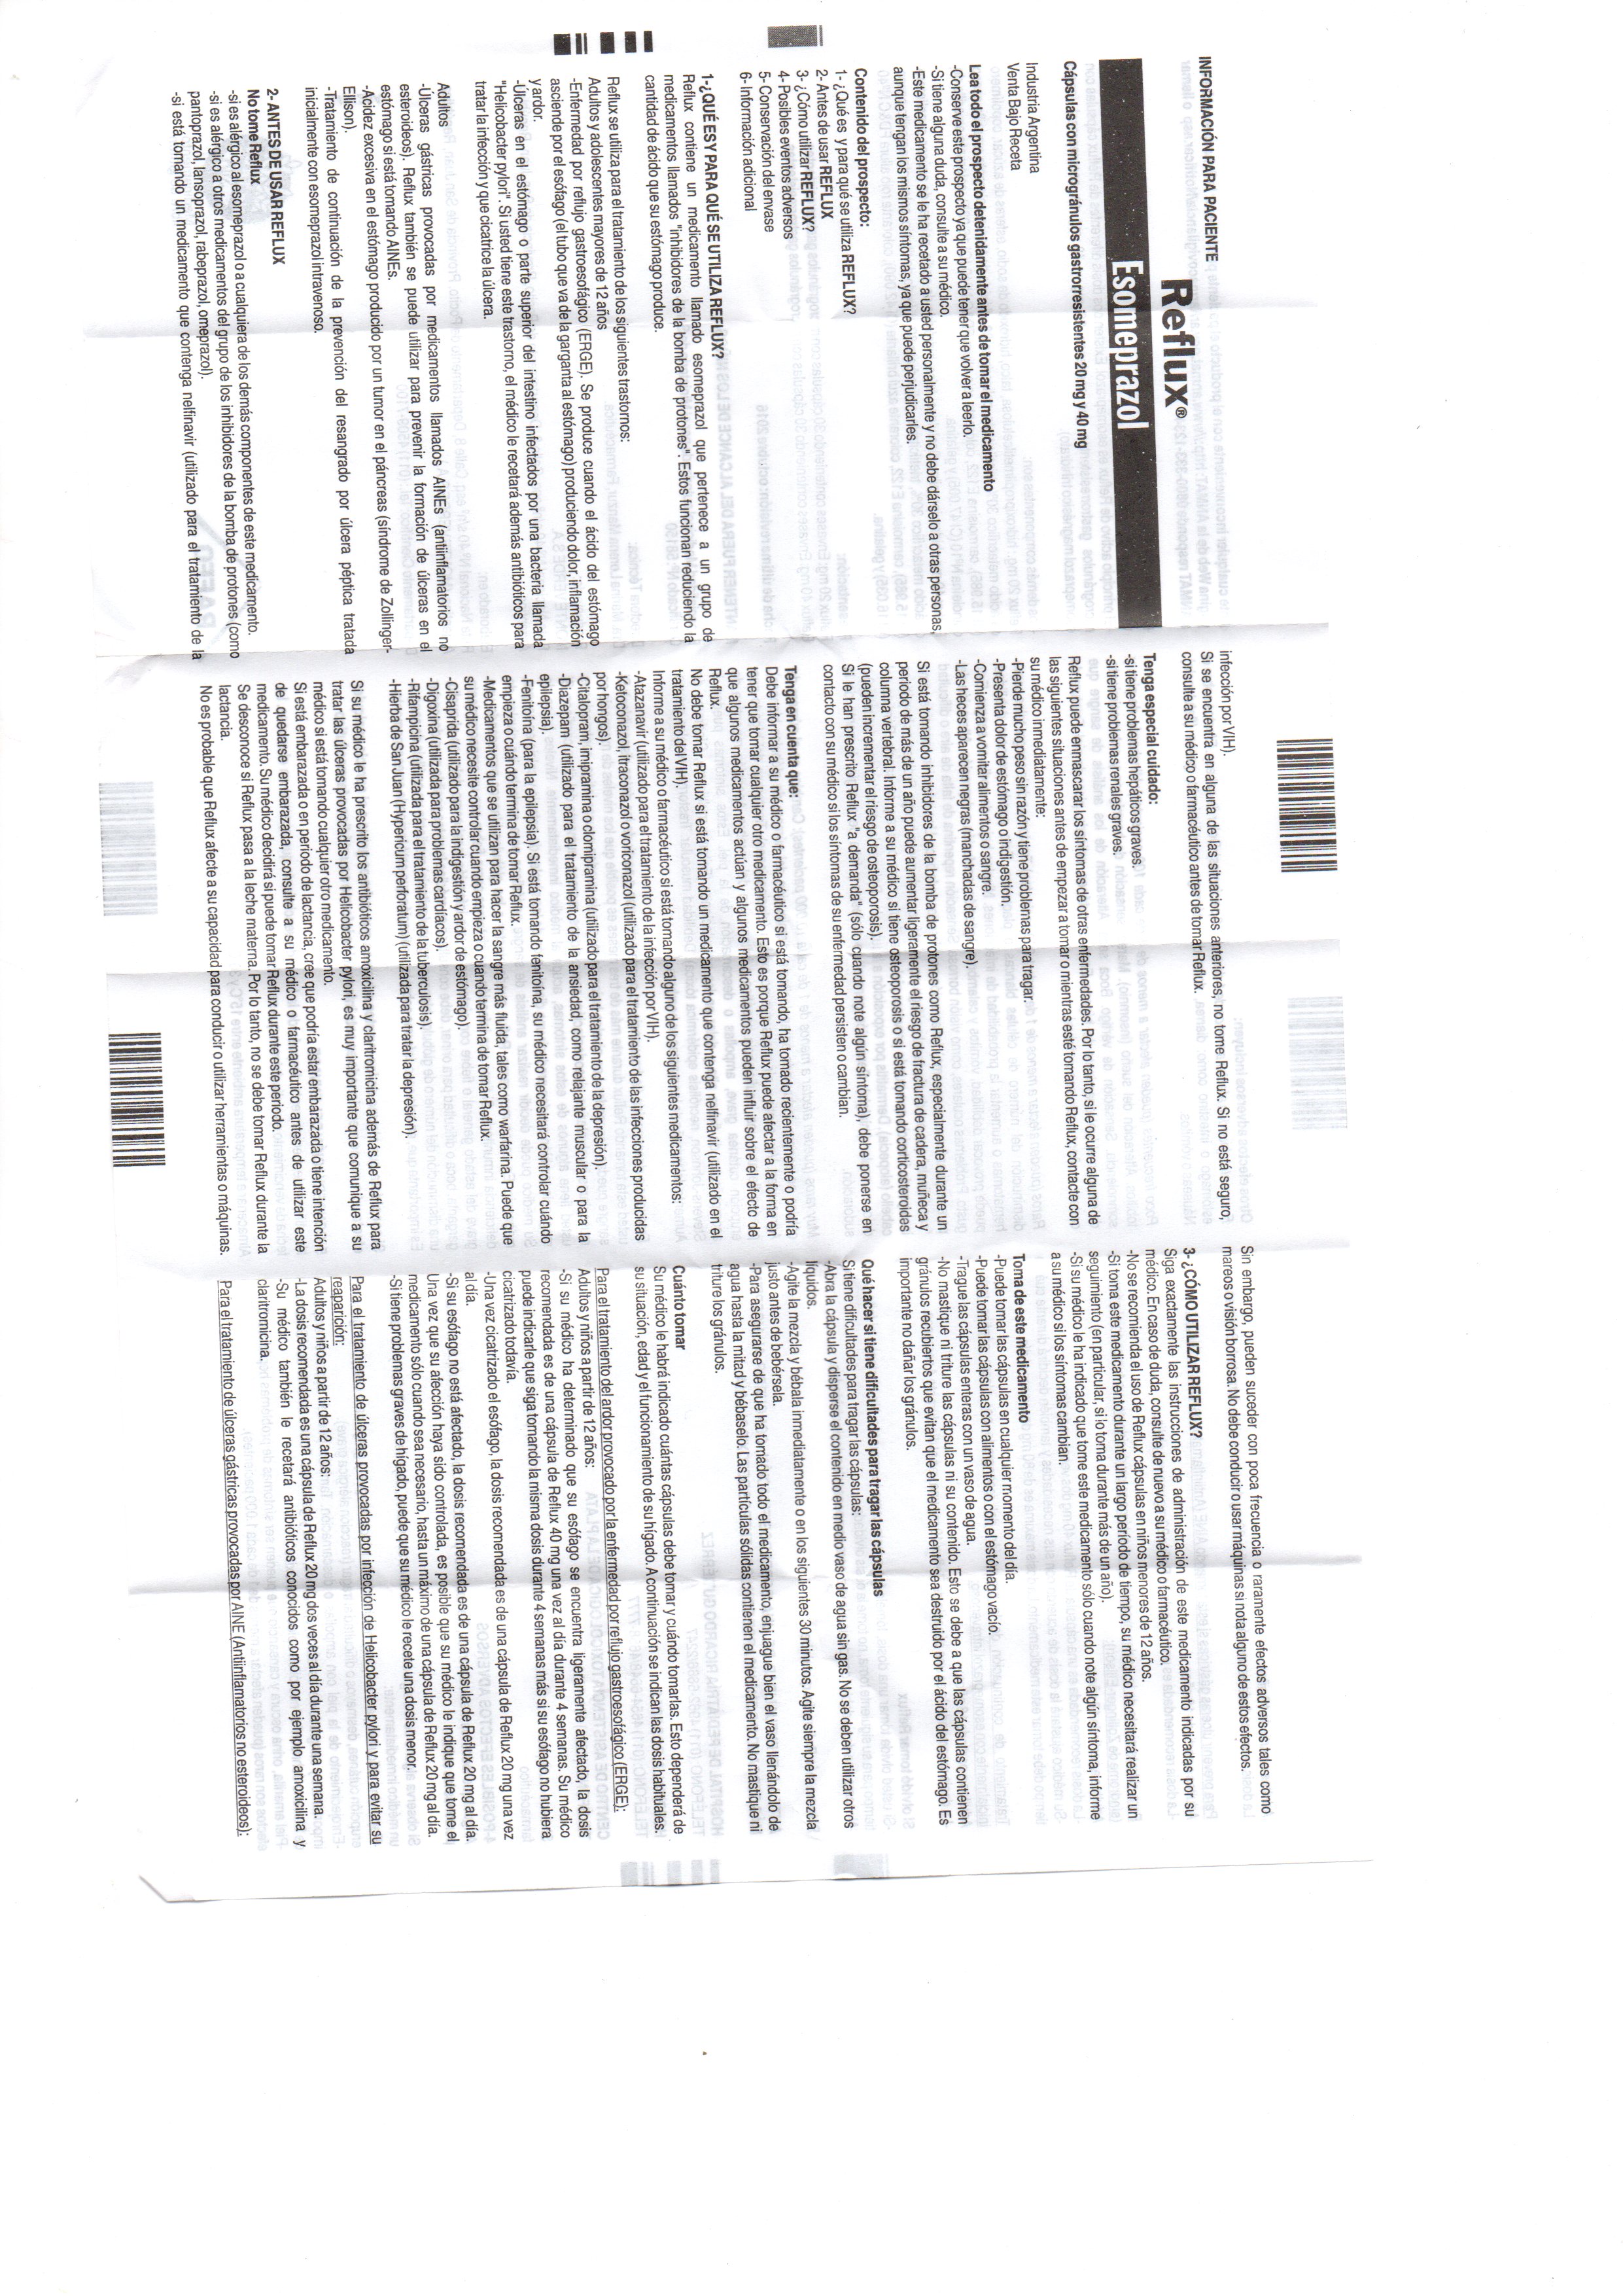 INFORMACIÓN PARA PACIENTE
Reflux®
Esomeprazol
Cápsulas con microgránulos gastrorresistentes 20 mg y 40 mg
Industria Argentina
Venta Bajo Receta
Lea todo el prospecto detenidamente antes de tomar el medicamento
-Conserve este prospecto ya que puede tener que volver a leerlo.
-Si tiene alguna duda, consulte a su médico.
-Este medicamento se le ha recetado a usted personalmente y no debe dárselo a otras personas,
aunque tengan los mismos síntomas, ya que puede perjudicarles.
Contenido del prospecto:
1- ¿Qué es y para qué se utiliza REFLUX?
2- Antes de usar REFLUX
3- ¿Cómo utilizar REFLUX?
4- Posibles eventos adversos
5- Conservación del envase
6- Información adicional
1-¿QUÉ ES Y PARA QUÉ SE UTILIZA REFLUX?
Reflux contiene un medicamento llamado esomeprazol que pertenece a un grupo de
medicamentos llamados "inhibidores de la bomba de protones". Estos funcionan reduciendo la
cantidad de ácido que su estómago produce.
Reflux se utiliza para el tratamiento de los siguientes trastornos:
Adultos y adolescentes mayores de 12 años
-Enfermedad por reflujo gastroesofágico (ERGE). Se produce cuando el ácido del estómago
asciende por el esófago (el tubo que va de la garganta al estómago) produciendo dolor, inflamación
y ardor.
-Úlceras en el estómago o parte superior del intestino infectados por una bacteria llamada
"Helicobacter pylori". Si usted tiene este trastorno, el médico le recetará además antibióticos para
tratar la infección y que cicatrice la úlcera.
Adultos
-Úlceras gástricas provocadas por medicamentos llamados AINEs (antiinflamatorios no
esteroideos). Reflux también se puede utilizar para prevenir la formación de úlceras en el
estómago si está tomando AINEs.
-Acidez excesiva en el estómago producido por un tumor en el páncreas (síndrome de Zollinger-
Ellison).
-Tratamiento de continuación de la prevención del resangrado por úlcera péptica tratada
inicialmente con esomeprazol intravenoso.
2- ANTES DE USAR REFLUX
No tome Reflux
-si es alérgico al esomeprazol o a cualquiera de los demás componentes de este medicamento.
-si es alérgico a otros medicamentos del grupo de los inhibidores de la bomba de protones (como
pantoprazol, lansoprazol, rabeprazol, omeprazol).
-si está tomando un medicamento que contenga nelfinavir (utilizado para el tratamiento de la
infección por VIH).
Si se encuentra en alguna de las situaciones anteriores, no tome Reflux. Si no está seguro,
consulte a su médico o farmacéutico antes de tomar Reflux.
Tenga especial cuidado:
-si tiene problemas hepáticos graves.
-si tiene problemas renales graves.
Reflux puede enmascarar los síntomas de otras enfermedades. Por lo tanto, si le ocurre alguna de
las siguientes situaciones antes de empezar a tomar o mientras esté tomando Reflux, contacte con
su médico inmediatamente:
-Pierde mucho peso sin razón y tiene problemas para tragar.
-Presenta dolor de estómago o indigestión.
-Comienza a vomitar alimentos o sangre.
-Las heces aparecen negras (manchadas de sangre).
Si está tomando inhibidores de la bomba de protones como Reflux, especialmente durante un
período de más de un año puede aumentar ligeramente el riesgo de fractura de cadera, muñeca y
columna vertebral. Informe a su médico si tiene osteoporosis o si está tomando corticosteroides
(pueden incrementar el riesgo de osteoporosis).
Si le han prescrito Reflux "a demanda" (sólo cuando note algún síntoma), debe ponerse en
contacto con su médico si los síntomas de su enfermedad persisten o cambian.
Tenga en cuenta que:
Debe informar a su médico o farmacéutico si está tomando, ha tomado recientemente o podría
tener que tomar cualquier otro medicamento. Esto es porque Reflux puede afectar a la forma en
que algunos medicamentos actúan y algunos medicamentos pueden influir sobre el efecto de
Reflux.
No debe tomar Reflux si está tomando un medicamento que contenga nelfinavir (utilizado en el
tratamiento del VIH).
Informe a su médico o farmacéutico si está tomando alguno de los siguientes medicamentos:
-Atazanavir (utilizado para el tratamiento de la infección por VIH).
-Ketoconazol, itraconazol o voriconazol (utilizado para el tratamiento de las infecciones producidas
por hongos).
-Citalopram, imipramina o clomipramina (utilizado para el tratamiento de la depresión).
-Diazepam (utilizado para el tratamiento de la ansiedad, como relajante muscular o para la
epilepsia).
-Fenitoína (para la epilepsia). Si está tomando fenitoína, su médico necesitará controlar cuándo
empieza o cuándo termina de tomar Reflux.
-Medicamentos que se utilizan para hacer la sangre más fluida, tales como warfarina. Puede que
su médico necesite controlar cuando empieza o cuando termina de tomar Reflux.
-Cisaprida (utilizado para la indigestión y ardor de estómago).
-Digoxina (utilizada para problemas cardíacos).
-Rifampicina (utilizada para el tratamiento de la tuberculosis).
-Hierba de San Juan (Hypericum perforatum) (utilizada para tratar la depresión).
Si su médico le ha prescrito los antibióticos amoxicilina y claritromicina además de Reflux para
tratar las úlceras provocadas por Helicobacter pylori, es muy importante que comunique a su
médico si está tomando cualquier otro medicamento.
Si está embarazada o en periodo de lactancia, cree que podría estar embarazada o tiene intención
de quedarse embarazada, consulte a su médico o farmacéutico antes de utilizar este
medicamento. Su médico decidirá si puede tomar Reflux durante este periodo.
Se desconoce si Reflux pasa a la leche materna. Por lo tanto, no se debe tomar Reflux durante la
lactancia.
No es probable que Reflux afecte a su capacidad para conducir o utilizar herramientas o máquinas.
Sin embargo, pueden suceder con poca frecuencia o raramente efectos adversos tales como
mareos o visión borrosa. No debe conducir o usar máquinas si nota alguno de estos efectos.
3- ¿CÓMO UTILIZAR REFLUX?
Siga exactamente las instrucciones de administración de este medicamento indicadas por su
médico. En caso de duda, consulte de nuevo a su médico o farmacéutico.
-No se recomienda el uso de Reflux cápsulas en niños menores de 12 años.
-Si toma este medicamento durante un largo período de tiempo, su médico necesitará realizar un
seguimiento (en particular, si lo toma durante más de un año).
-Si su médico le ha indicado que tome este medicamento sólo cuando note algún síntoma, informe
a su médico si los síntomas cambian.
Toma de este medicamento
-Puede tomar las cápsulas en cualquier momento del día.
-Puede tomar las cápsulas con alimentos o con el estómago vacío.
-Trague las cápsulas enteras con un vaso de agua.
-No mastique ni triture las cápsulas ni su contenido. Esto se debe a que las cápsulas contienen
gránulos recubiertos que evitan que el medicamento sea destruido por el ácido del estómago. Es
importante no dañar los gránulos.
Qué hacer si tiene dificultades para tragar las cápsulas
Si tiene dificultades para tragar las cápsulas:
-Abra la cápsula y disperse el contenido en medio vaso de agua sin gas. No se deben utilizar otros
líquidos.
-Agite la mezcla y bébala inmediatamente o en los siguientes 30 minutos. Agite siempre la mezcla
justo antes de bebérsela.
-Para asegurarse de que ha tomado todo el medicamento, enjuague bien el vaso llenándolo de
agua hasta la mitad y bébaselo. Las partículas sólidas contienen el medicamento. No mastique ni
triture los gránulos.
Cuánto tomar
Su médico le habrá indicado cuántas cápsulas debe tomar y cuándo tomarlas. Esto dependerá de
su situación, edad y el funcionamiento de su hígado. A continuación se indican las dosis habituales.
Para el tratamiento del ardor provocado por la enfermedad por reflujo gastroesofágico (ERGE):
Adultos y niños a partir de 12 años:
-Si su médico ha determinado que su esófago se encuentra ligeramente afectado, la dosis
recomendada es de una cápsula de Reflux 40 mg una vez al día durante 4 semanas. Su médico
puede indicarle que siga tomando la misma dosis durante 4 semanas más si su esófago no hubiera
cicatrizado todavía.
-Una vez cicatrizado el esófago, la dosis recomendada es de una cápsula de Reflux 20 mg una vez
al día.
-Si su esófago no está afectado, la dosis recomendada es de una cápsula de Reflux 20 mg al día.
Una vez que su afección haya sido controlada, es posible que su médico le indique que tome el
medicamento sólo cuando sea necesario, hasta un máximo de una cápsula de Reflux 20 mg al día.
-Si tiene problemas graves de hígado, puede que su médico le recete una dosis menor.
Para el tratamiento de úlceras provocadas por infección de Helicobacter pylori y para evitar su
reaparición:
Adultos y niños a partir de 12 años:
-La dosis recomendada es una cápsula de Reflux 20 mg dos veces al día durante una semana.
-Su médico también le recetará antibióticos conocidos como por ejemplo amoxicilina y
claritromicina.
Para el tratamiento de úlceras gástricas provocadas por AINE (Antiinflamatorios no esteroideos):